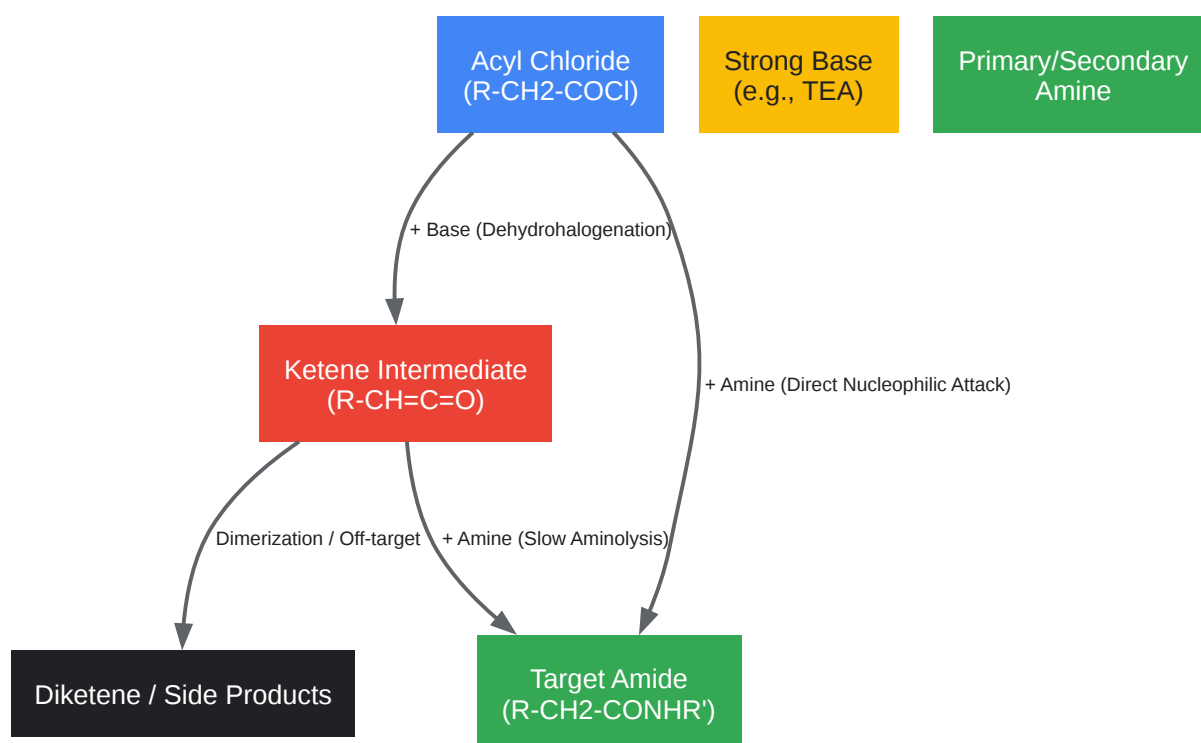 Acyl Chloride
(R-CH2-COCl)
Strong Base
(e.g., TEA)
Primary/Secondary
Amine
+ Base (Dehydrohalogenation)
Ketene Intermediate
(R-CH=C=O)
+ Amine (Direct Nucleophilic Attack)
Dimerization / Off-target
+ Amine (Slow Aminolysis)
Diketene / Side Products
Target Amide
(R-CH2-CONHR')